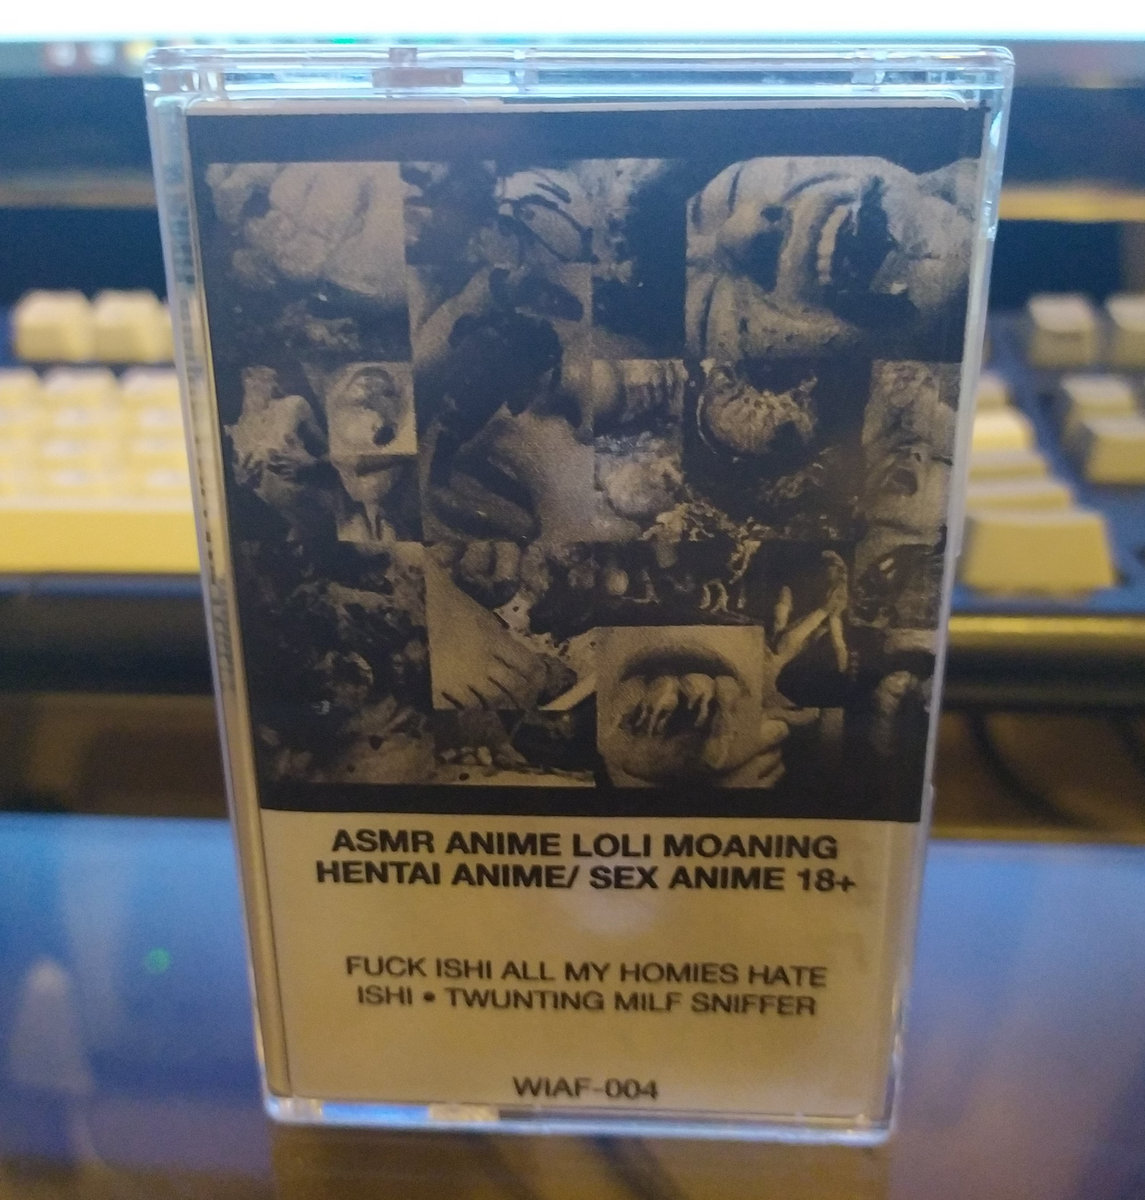 ASMR ANIME LOLI MOANING
HENTAI ANIME/ SEX ANIME 18+
FUCK ISHI ALL MY HOMIES HATE
ISHI • TWUNTING MILF SNIFFER
WIAF-004